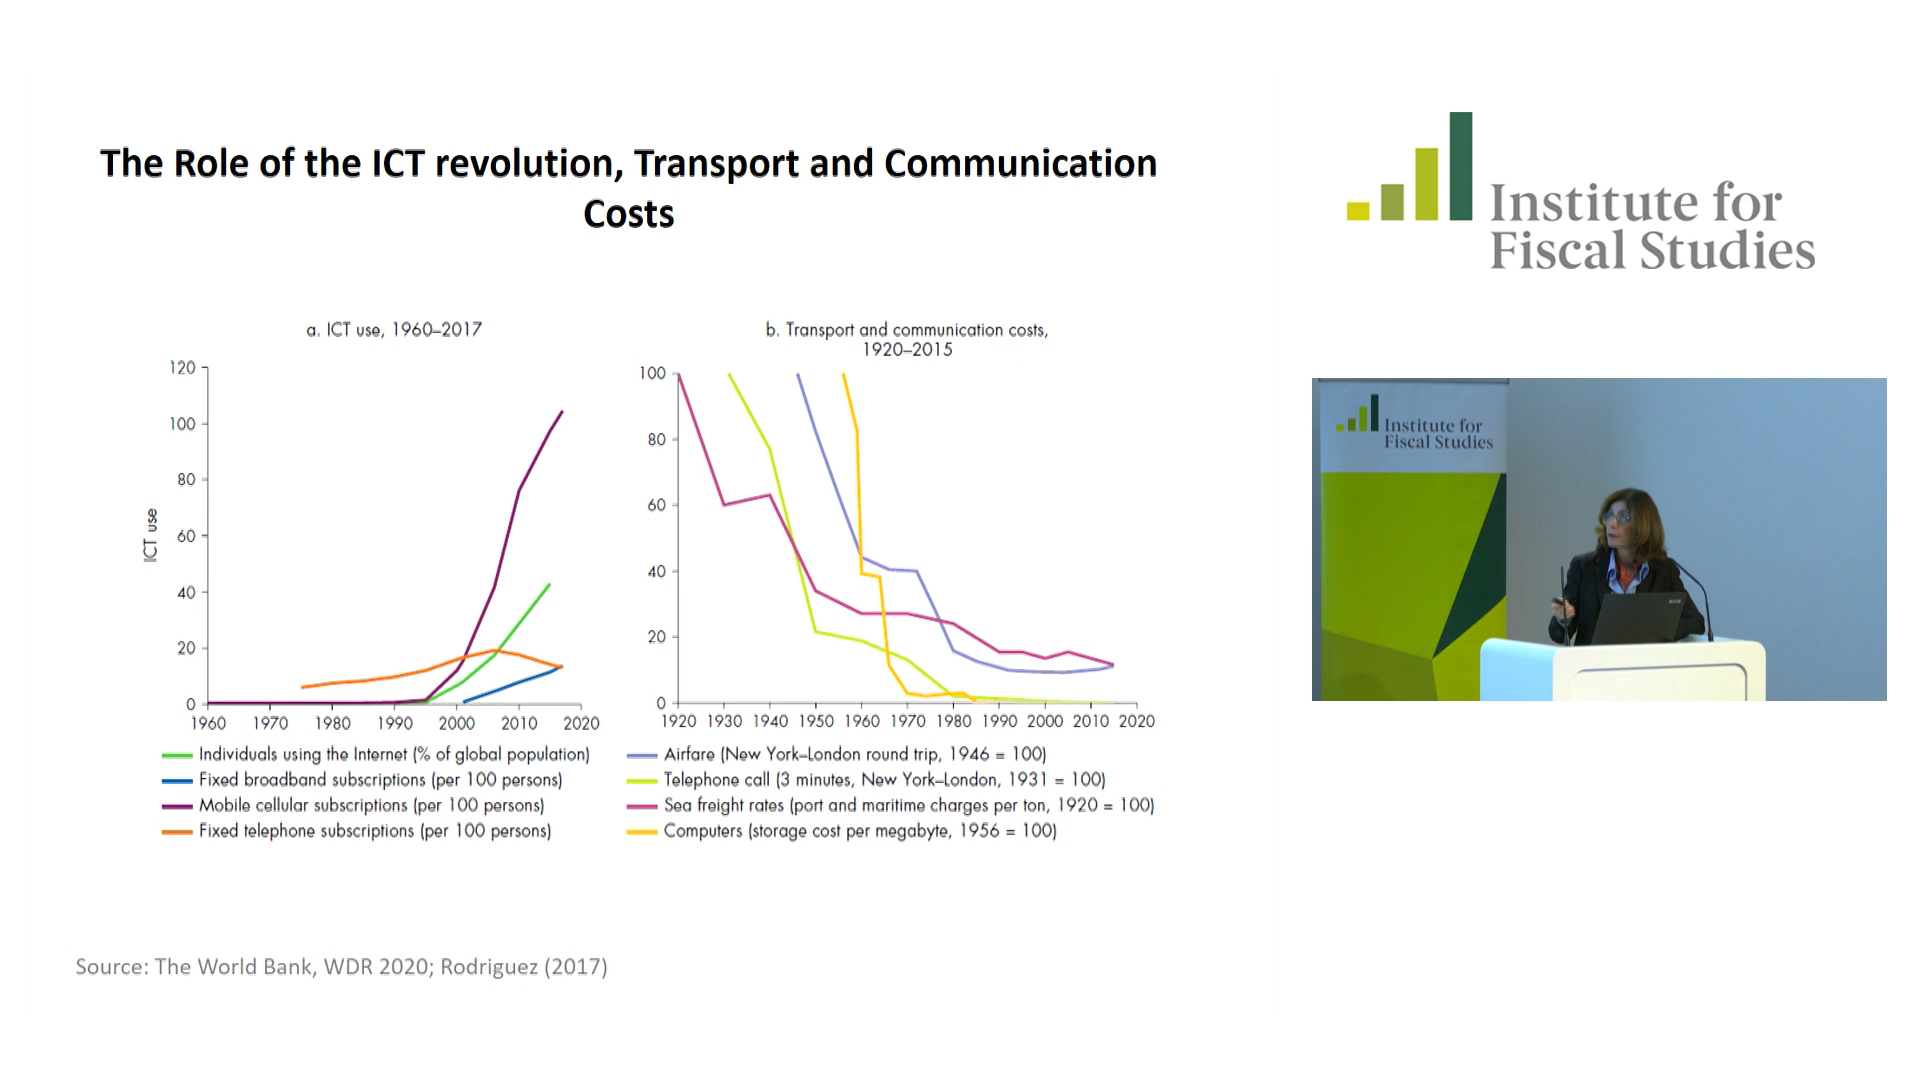 The Role of the ICT revolution, Transport and Communication
Costs
a. ICT use, 1960–2017
120
100
80
60
40
20
0
ICT use
1960 1970 1980 1990 2000 2010 2020
Individuals using the Internet (% of global population)
Fixed broadband subscriptions (per 100 persons)
Mobile cellular subscriptions (per 100 persons)
Fixed telephone subscriptions (per 100 persons)
b. Transport and communication costs,
1920–2015
100
80
60
40
20
0
1920 1930 1940 1950 1960 1970 1980 1990 2000 2010 2020
Airfare (New York–London round trip, 1946 = 100)
Telephone call (3 minutes, New York–London, 1931 = 100)
Sea freight rates (port and maritime charges per ton, 1920 = 100)
Computers (storage cost per megabyte, 1956 = 100)
Source: The World Bank, WDR 2020; Rodriguez (2017)
Institute for
Fiscal Studies
Institute for
Fiscal Studies